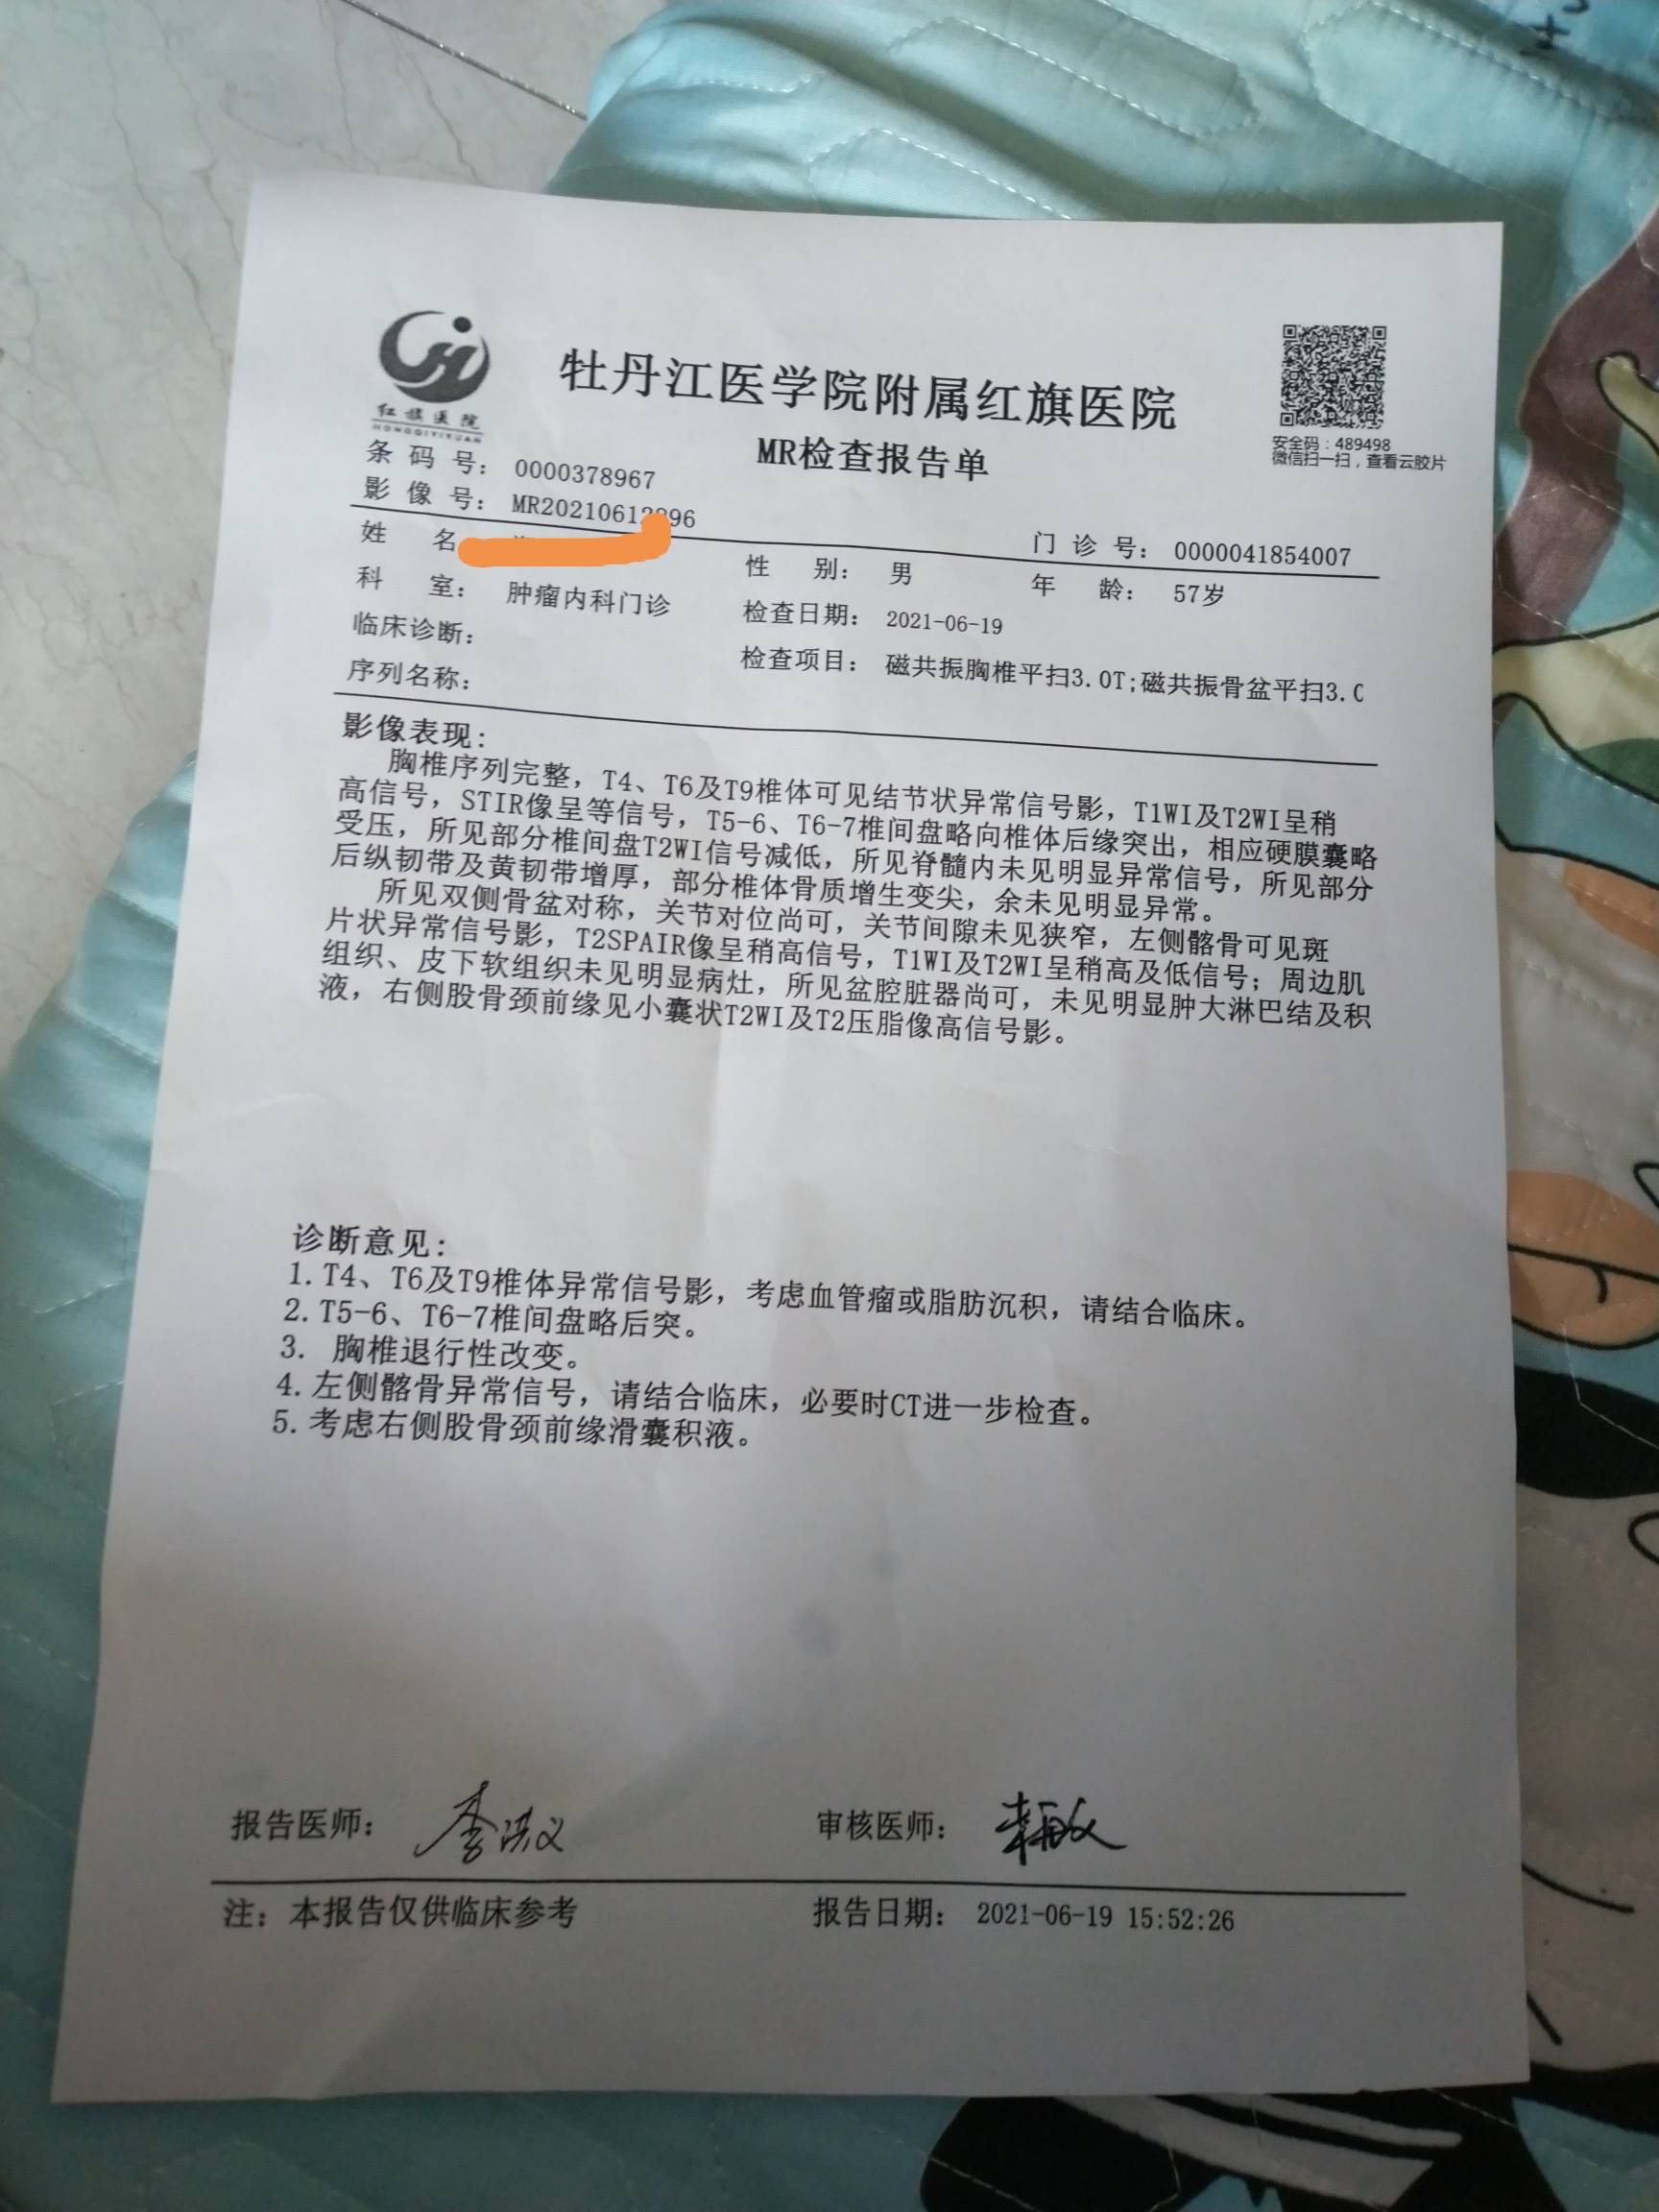 红旗医院
HONGQIYIYUAN
牡丹江医学院附属红旗医院
MR检查报告单
安全码：489498
微信扫一扫，查看云胶片
条 码 号： 0000378967
影 像 号： MR20210612 96
门 诊 号： 0000041854007
姓 名
性 别： 男
年 龄： 57岁
科 室： 肿瘤内科门诊
检查日期： 2021-06-19
临床诊断：
检查项目： 磁共振胸椎平扫3.0T;磁共振骨盆平扫3.0
序列名称：
影像表现：
胸椎序列完整，T4、T6及T9椎体可见结节状异常信号影，T1WI及T2WI呈稍
高信号，STIR像呈等信号，T5-6、T6-7椎间盘略向椎体后缘突出，相应硬膜囊略
受压，所见部分椎间盘T2WI信号减低，所见脊髓内未见明显异常信号，所见部分
后纵韧带及黄韧带增厚，部分椎体骨质增生变尖，余未见明显异常。
所见双侧骨盆对称，关节对位尚可，关节间隙未见狭窄，左侧髂骨可见斑
片状异常信号影，T2SPAIR像呈稍高信号，T1WI及T2WI呈稍高及低信号；周边肌
组织、皮下软组织未见明显病灶，所见盆腔脏器尚可，未见明显肿大淋巴结及积
液，右侧股骨颈前缘见小囊状T2WI及T2压脂像高信号影。
诊断意见：
1.T4、T6及T9椎体异常信号影，考虑血管瘤或脂肪沉积，请结合临床。
2.T5-6、T6-7椎间盘略后突。
3. 胸椎退行性改变。
4.左侧髂骨异常信号，请结合临床，必要时CT进一步检查。
5.考虑右侧股骨颈前缘滑囊积液。
报告医师： 李洪义
审核医师：
注：本报告仅供临床参考
报告日期： 2021-06-19 15:52:26